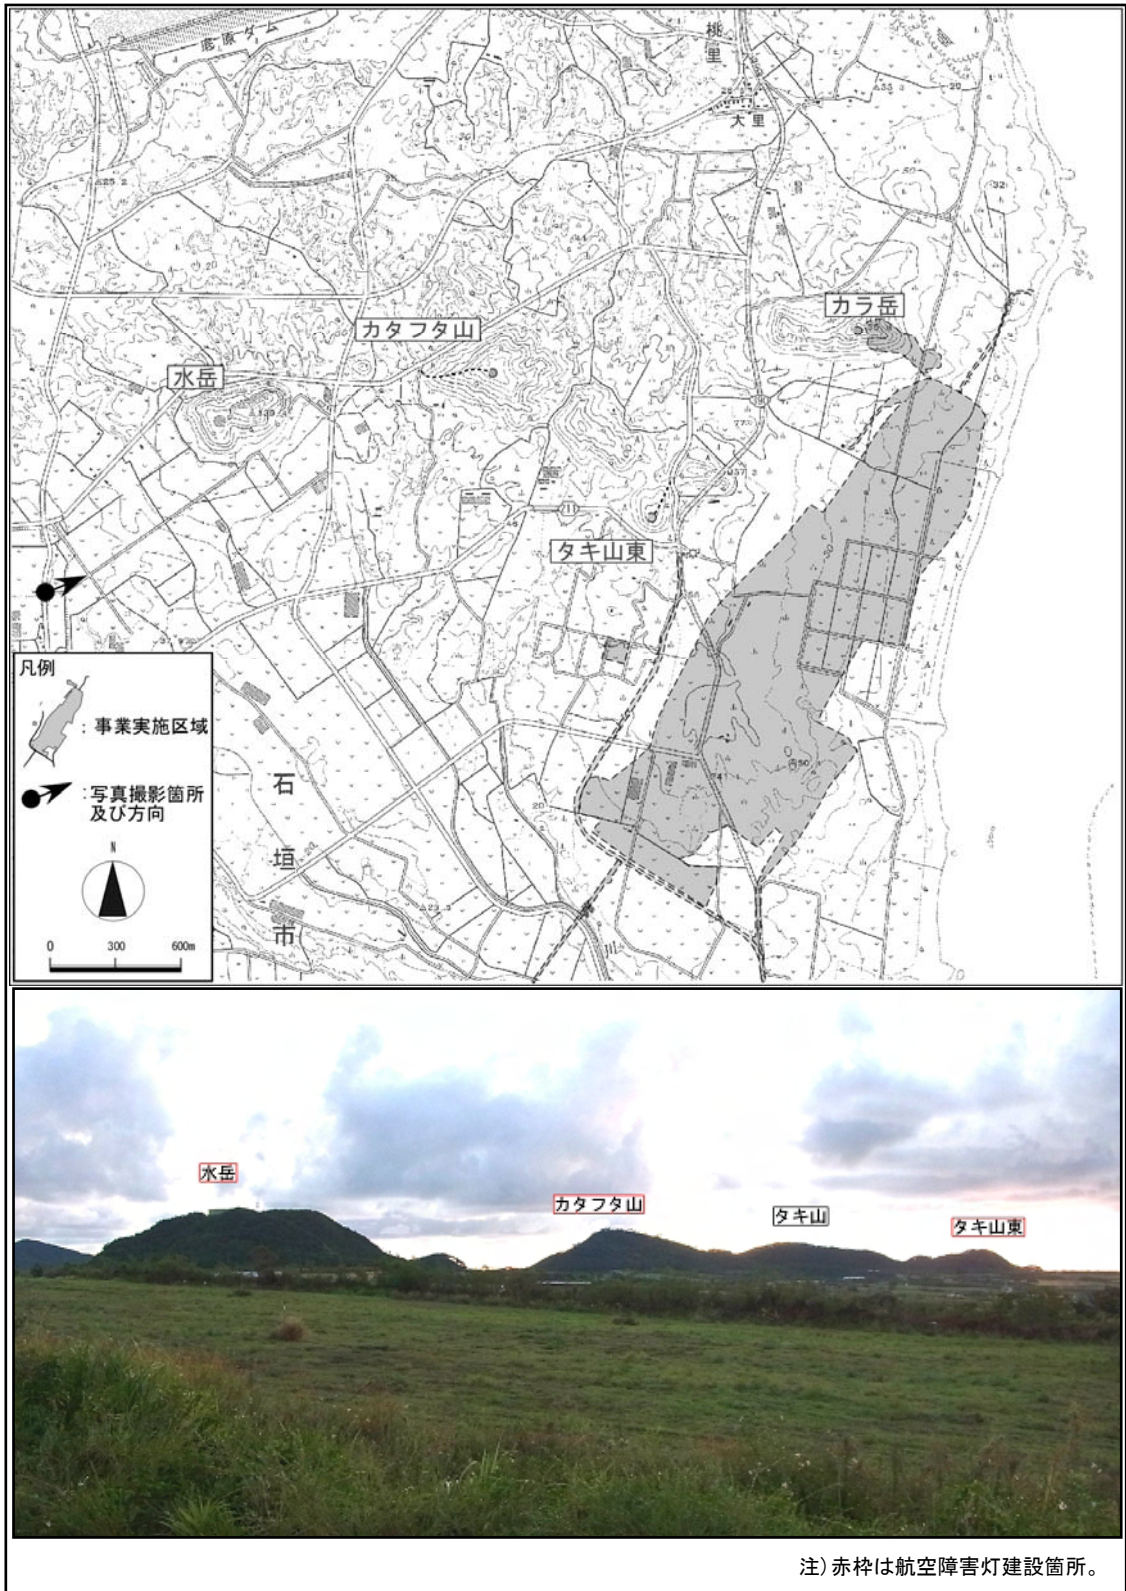 底原ダム
桃里
大里
カラ岳
カタフタ山
水岳
211
タキ山東
凡例
: 事業実施区域
: 写真撮影箇所
及び方向
N
0 300 600m
石垣市
水岳
カタフタ山
タキ山
タキ山東
注）赤枠は航空障害灯建設箇所。